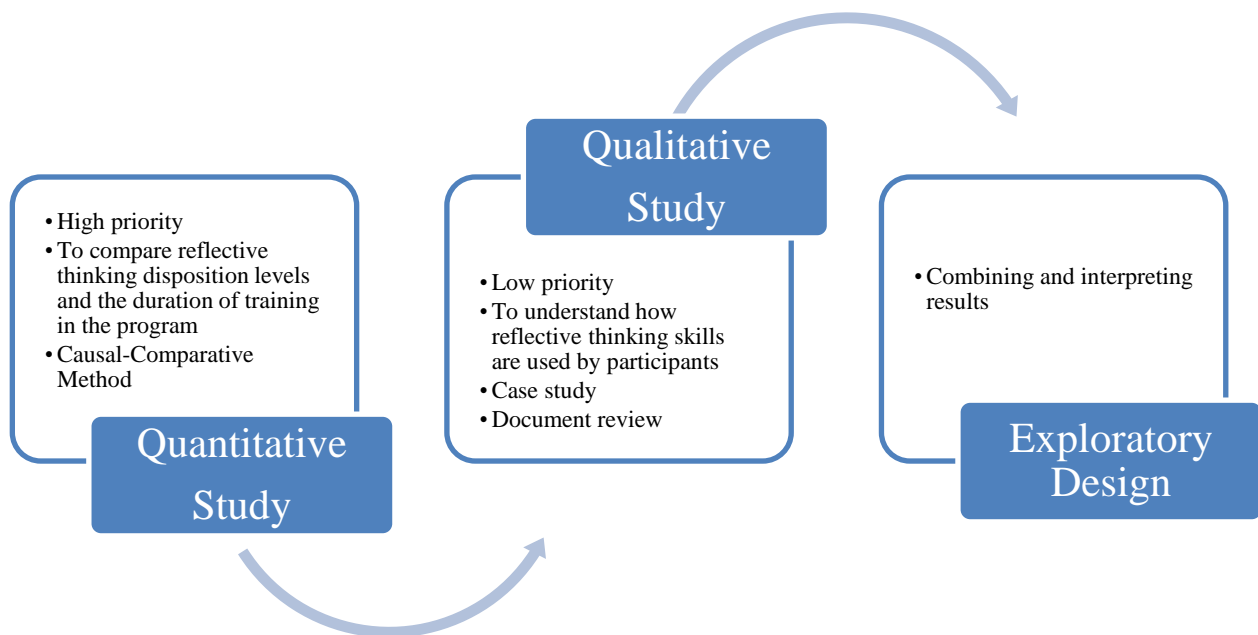 • High priority
• To compare reflective
thinking disposition levels
and the duration of training
in the program
• Causal-Comparative
Method
Quantitative
Study
Qualitative
Study
• Low priority
• To understand how
reflective thinking skills
are used by participants
• Case study
• Document review
• Combining and interpreting
results
Exploratory
Design